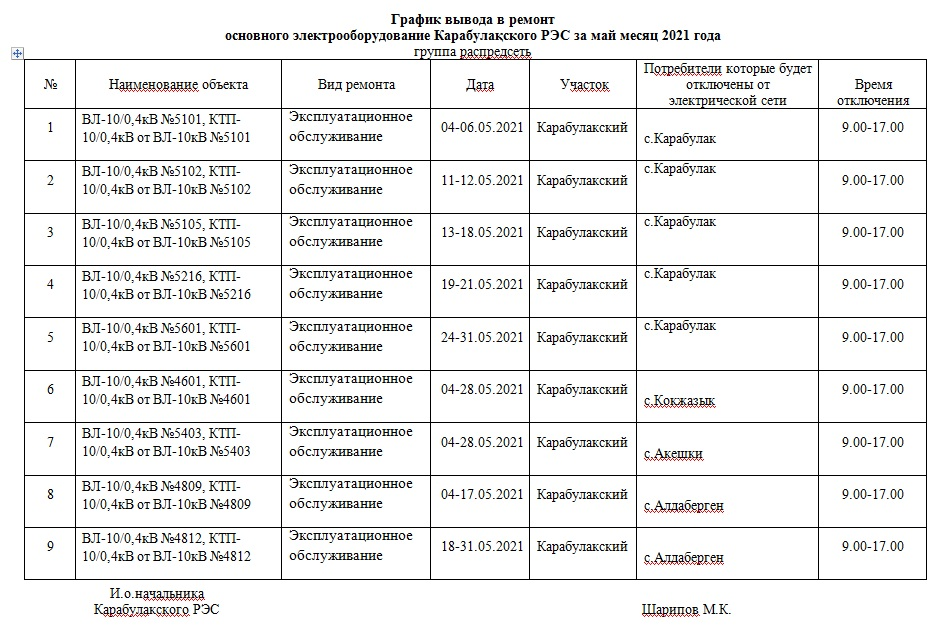 График вывода в ремонт
основного электрооборудование Карабулақского РЭС за май месяц 2021 года
группа распредсеть
№ Наименование объекта Вид ремонта Дата Участок Потребители которые будет отключены от электрической сети Время отключения
1 ВЛ-10/0,4кВ №5101, КТП- Эксплуатационное 04-06.05.2021 Карабулакский с.Карабулак 9.00-17.00
10/0,4кВ от ВЛ-10кВ №5101 обслуживание
2 ВЛ-10/0,4кВ №5102, КТП- Эксплуатационное 11-12.05.2021 Карабулакский с.Карабулак 9.00-17.00
10/0,4кВ от ВЛ-10кВ №5102 обслуживание
3 ВЛ-10/0,4кВ №5105, КТП- Эксплуатационное 13-18.05.2021 Карабулакский с.Карабулак 9.00-17.00
10/0,4кВ от ВЛ-10кВ №5105 обслуживание
4 ВЛ-10/0,4кВ №5216, КТП- Эксплуатационное 19-21.05.2021 Карабулакский с.Карабулак 9.00-17.00
10/0,4кВ от ВЛ-10кВ №5216 обслуживание
5 ВЛ-10/0,4кВ №5601, КТП- Эксплуатационное 24-31.05.2021 Карабулакский с.Карабулак 9.00-17.00
10/0,4кВ от ВЛ-10кВ №5601 обслуживание
6 ВЛ-10/0,4кВ №4601, КТП- Эксплуатационное 04-28.05.2021 Карабулакский с.Кокжазык 9.00-17.00
10/0,4кВ от ВЛ-10кВ №4601 обслуживание
7 ВЛ-10/0,4кВ №5403, КТП- Эксплуатационное 04-28.05.2021 Карабулакский с.Акешки 9.00-17.00
10/0,4кВ от ВЛ-10кВ №5403 обслуживание
8 ВЛ-10/0,4кВ №4809, КТП- Эксплуатационное 04-17.05.2021 Карабулакский с.Алдаберген 9.00-17.00
10/0,4кВ от ВЛ-10кВ №4809 обслуживание
9 ВЛ-10/0,4кВ №4812, КТП- Эксплуатационное 18-31.05.2021 Карабулакский с.Алдаберген 9.00-17.00
10/0,4кВ от ВЛ-10кВ №4812 обслуживание
И.о.начальника
Карабулакского РЭС Шарипов М.К.